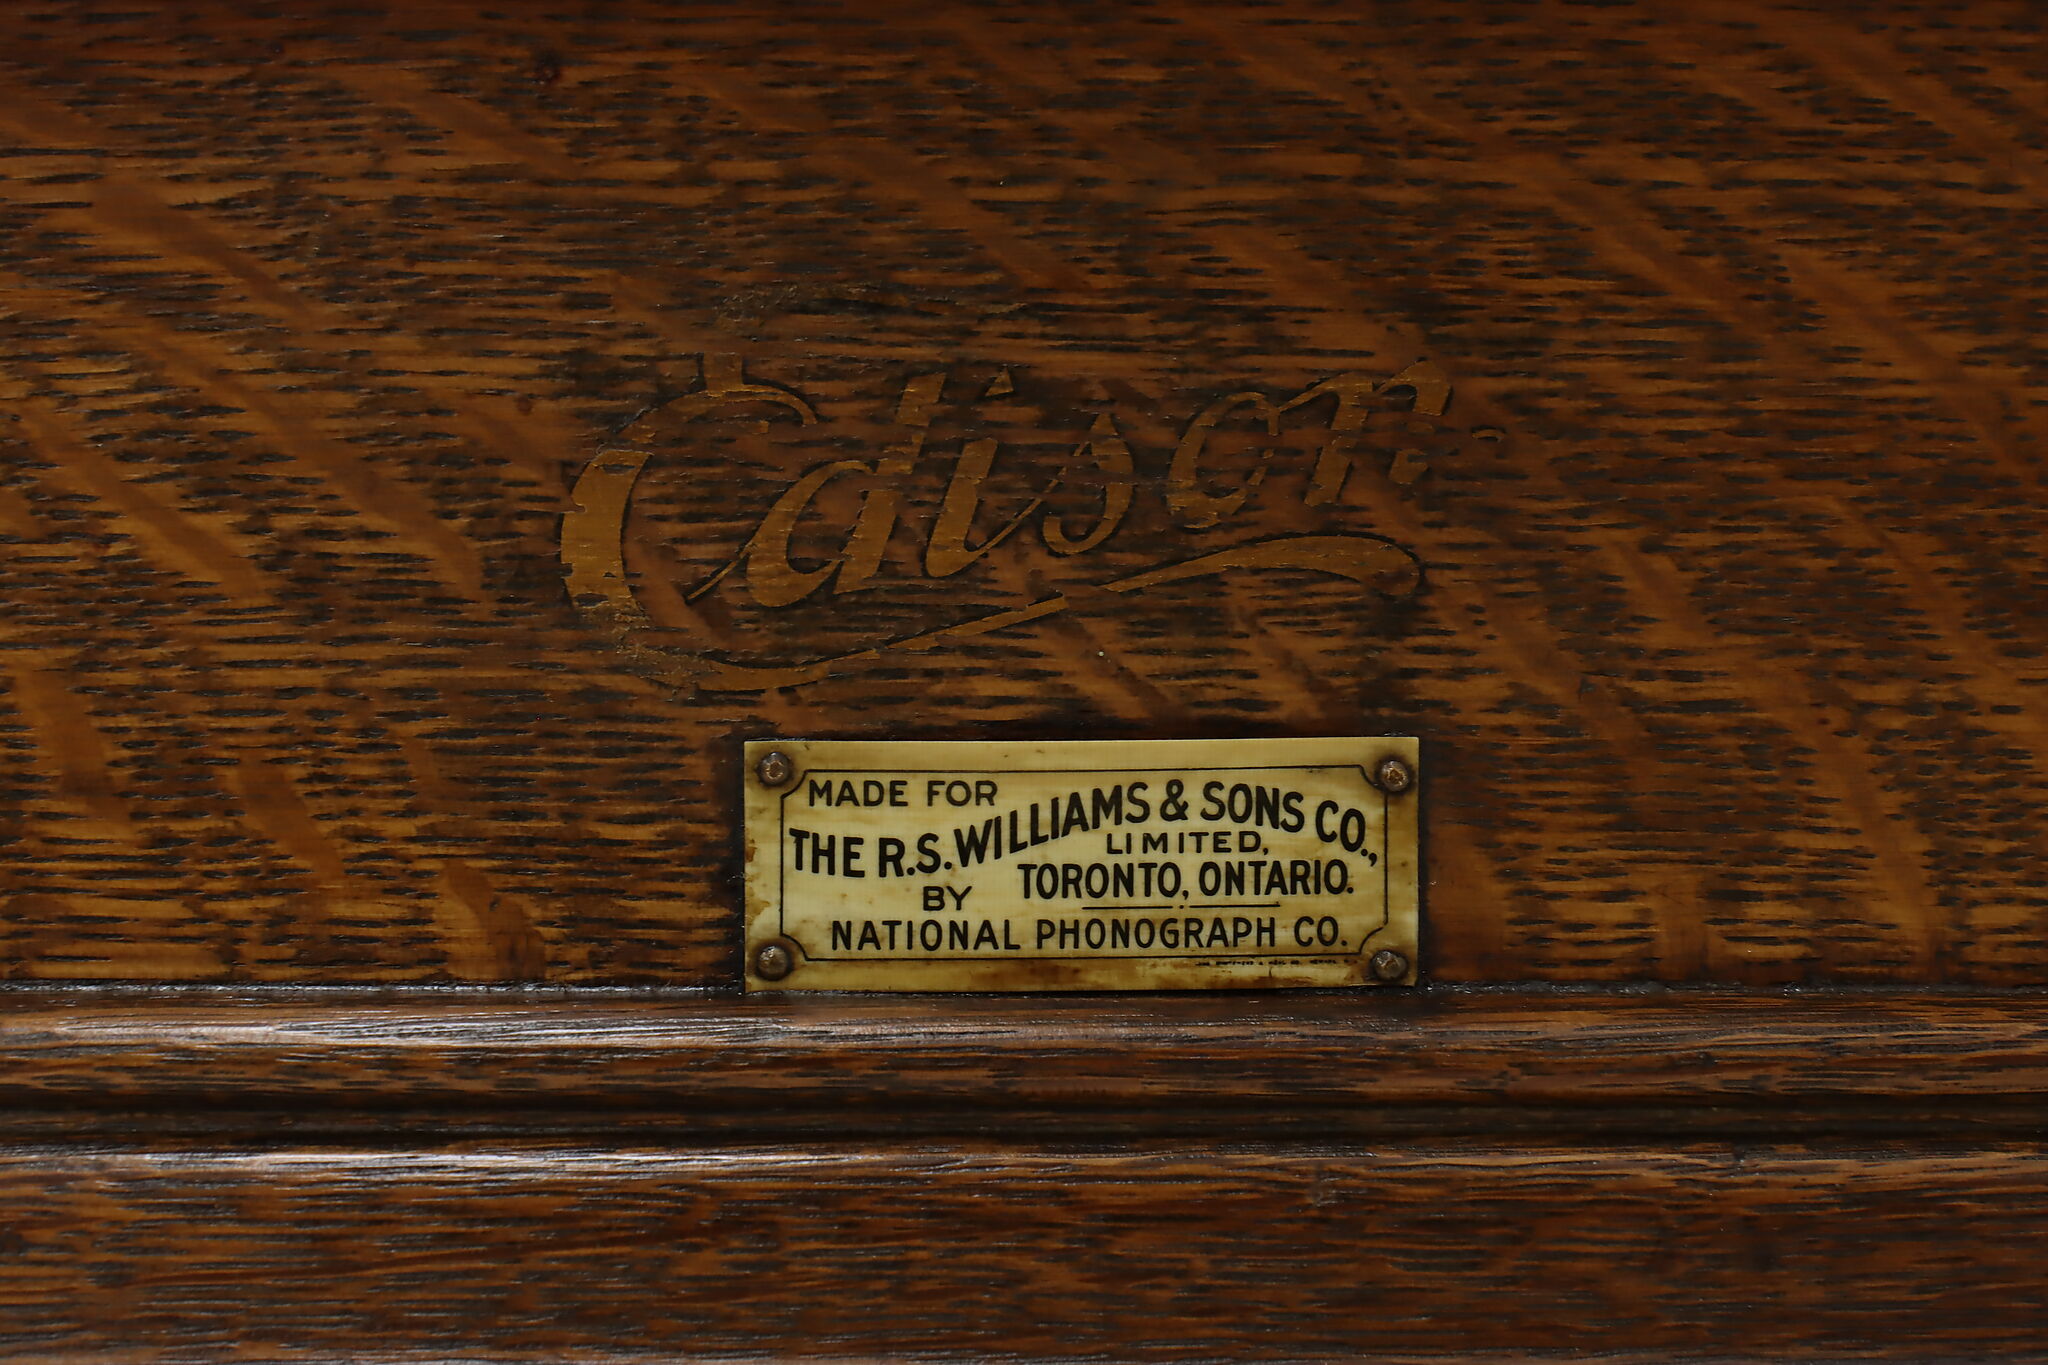 Edison
MADE FOR
THE R.S. WILLIAMS & SONS CO.,
LIMITED,
TORONTO, ONTARIO.
BY
NATIONAL PHONOGRAPH CO.